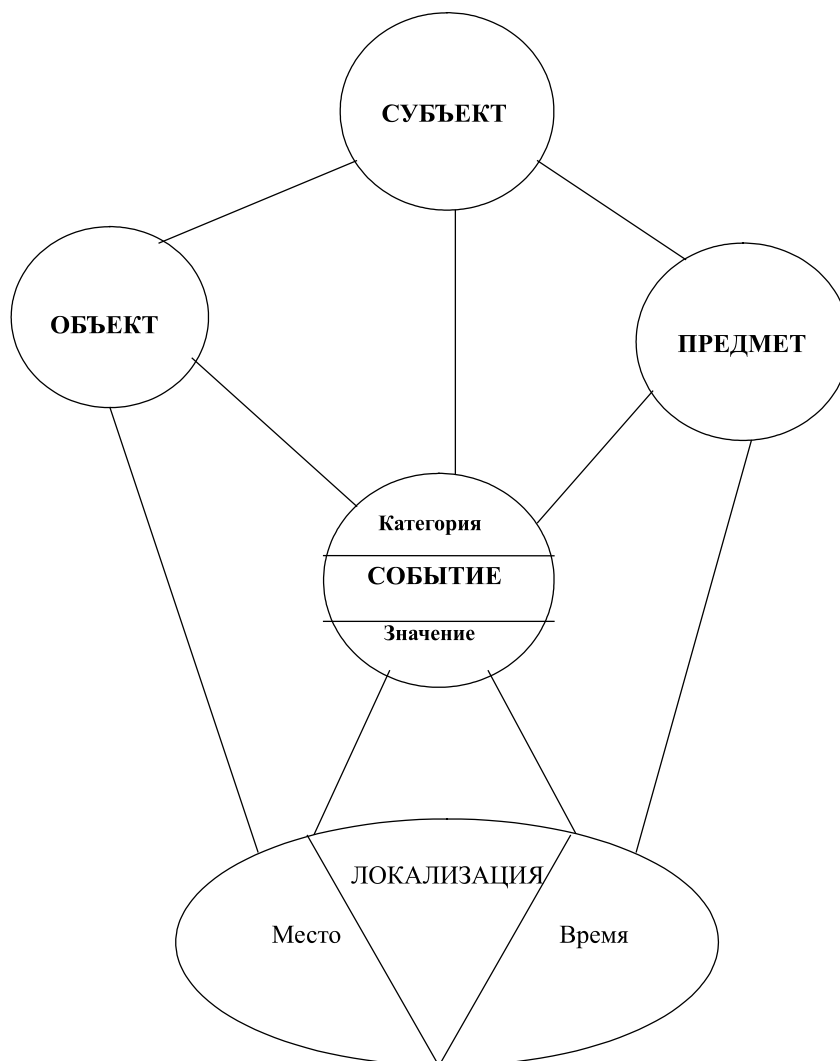 СУБЪЕКТ
ОБЪЕКТ
ПРЕДМЕТ
Категория
СОБЫТИЕ
Значение
ЛОКАЛИЗАЦИЯ
Место
Время